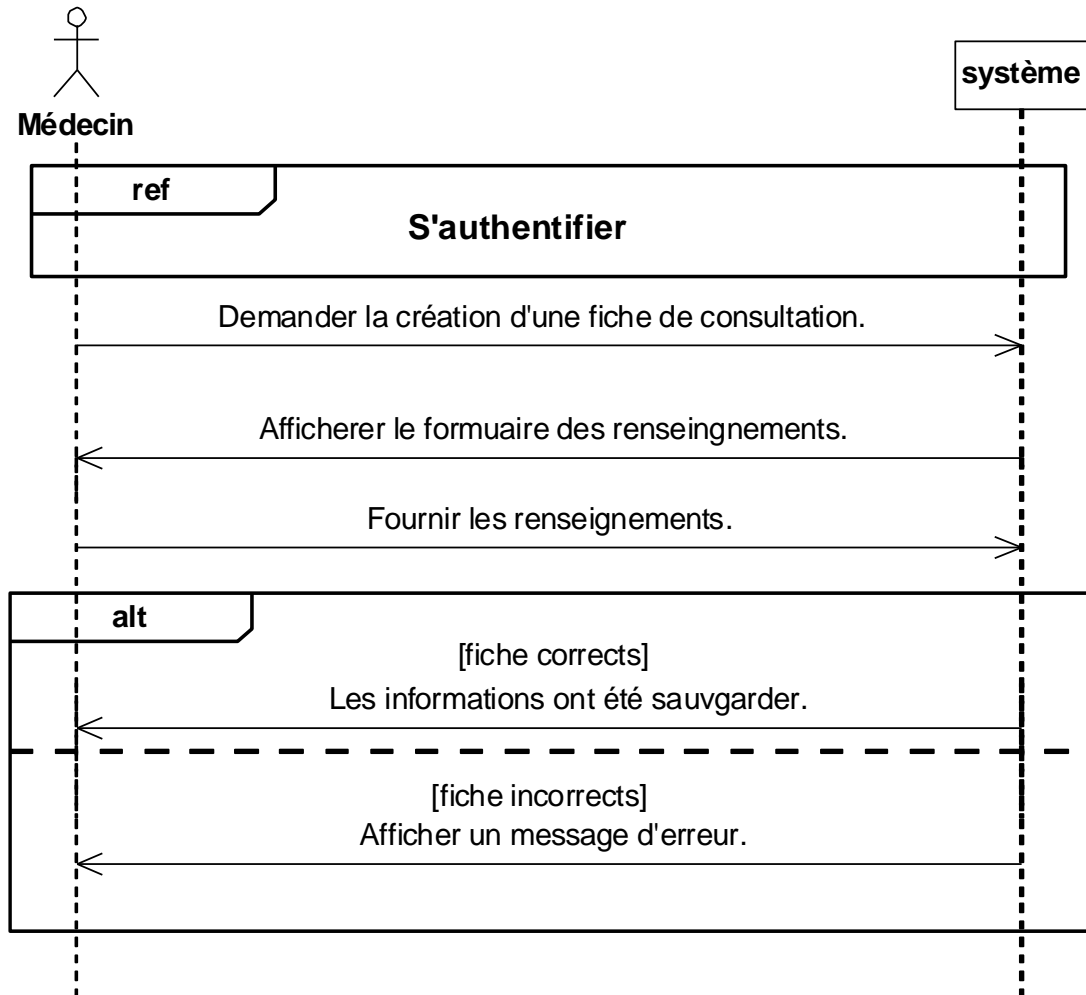 système
Médecin
ref
S'authentifier
Demander la création d'une fiche de consultation.
Afficherer le formuaire des renseingnements.
Fournir les renseignements.
alt
[fiche corrects]
Les informations ont été sauvgarder.
[fiche incorrects]
Afficher un message d'erreur.